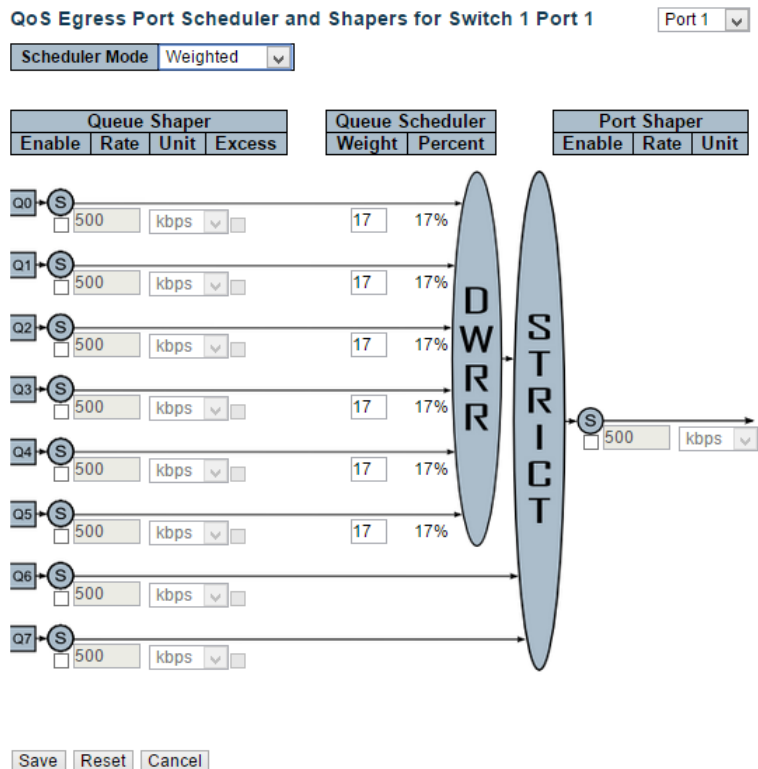 QoS Egress Port Scheduler and Shapers for Switch 1 Port 1 Port 1
Scheduler Mode Weighted
Queue Shaper Queue Scheduler Port Shaper
Enable Rate Unit Excess Weight Percent Enable Rate Unit
Q0 S
500 kbps 17 17%
Q1 S
500 kbps 17 17%
Q2 S
500 kbps 17 17%
Q3 S
500 kbps 17 17%
Q4 S
500 kbps 17 17%
Q5 S
500 kbps 17 17%
Q6 S
500 kbps
Q7 S
500 kbps
DWRR
STRICT
S
500 kbps
Save Reset Cancel